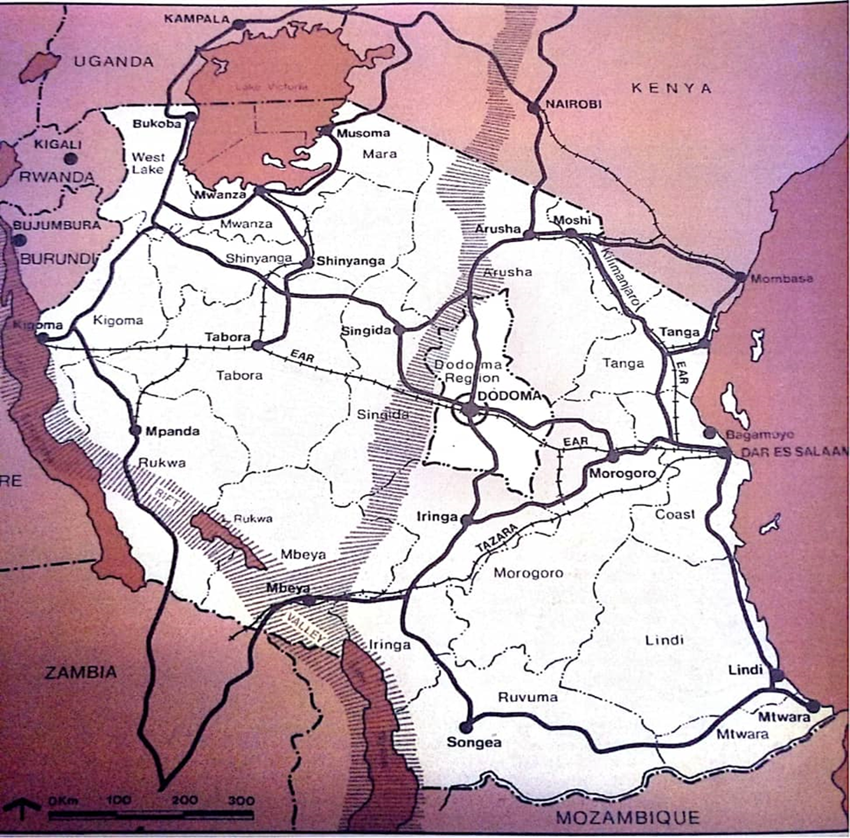 KAMPALA
UGANDA
KENYA
Lake Victoria
NAIROBI
Bukoba
Musoma
KIGALI
West
Lake
Mara
RWANDA
Mwanza
BUJUMBURA
Mwanza
Arusha
Moshi
BURUNDI
Shinyanga
Shinyanga
Arusha
Kilimanjaro
Mombasa
Kigoma
Kigoma
Singida
Tabora
Tanga
EAR
Dodoma
Region
Tanga
EAR
Tabora
DODOMA
Singida
Mpanda
Bagamoyo
EAR
DAR ES SALAAM
Rukwa
Morogoro
RE
RIFT
Rukwa
Iringa
Coast
TAZARA
Mbeya
Morogoro
Mbeya
VALLEY
Iringa
Lindi
ZAMBIA
Lindi
Ruvuma
Mtwara
Songea
Mtwara
0Km 100 200 300
MOZAMBIQUE